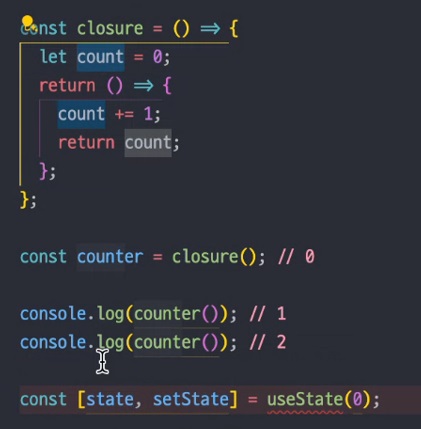 const closure = () => {
let count = 0;
return () => {
count += 1;
return count;
};
};
const counter = closure(); // 0
console.log(counter()); // 1
console.log(counter()); // 2
const [state, setState] = useState(0);